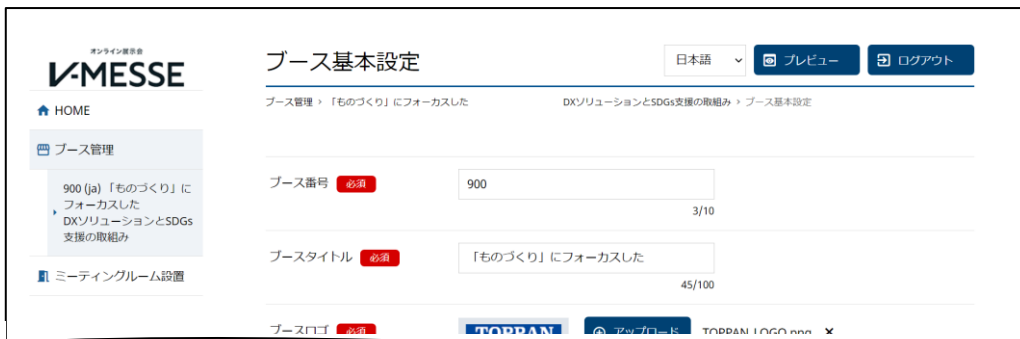 オンライン展示会
V-MESSE
HOME
ブース管理
900 (ja) 「ものづくり」に
フォーカスした
DXソリューションとSDGs
支援の取組み
ミーティングルーム設置
ブース基本設定
日本語
プレビュー
ログアウト
ブース管理 › 「ものづくり」にフォーカスした DXソリューションとSDGs支援の取組み › ブース基本設定
ブース番号 必須
900
3/10
ブースタイトル 必須
「ものづくり」にフォーカスした
45/100
ブースロゴ 必須
TOPPAN
アップロード
TOPPAN_LOGO.png ×